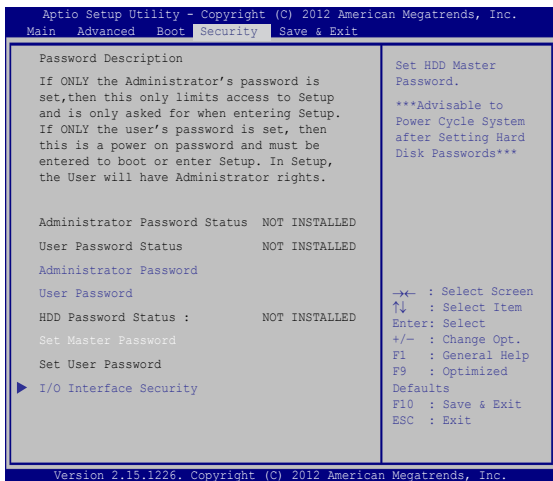 Aptio Setup Utility - Copyright (C) 2012 American Megatrends, Inc.
Main Advanced Boot Security Save & Exit
Password Description
If ONLY the Administrator's password is
set,then this only limits access to Setup
and is only asked for when entering Setup.
If ONLY the user's password is set, then
this is a power on password and must be
entered to boot or enter Setup. In Setup,
the User will have Administrator rights.
Administrator Password Status NOT INSTALLED
User Password Status NOT INSTALLED
Administrator Password
User Password
HDD Password Status : NOT INSTALLED
Set Master Password
Set User Password
I/O Interface Security
Set HDD Master
Password.
***Advisable to
Power Cycle System
after Setting Hard
Disk Passwords***
→← : Select Screen
↑↓ : Select Item
Enter: Select
+/— : Change Opt.
F1 : General Help
F9 : Optimized
Defaults
F10 : Save & Exit
ESC : Exit
Version 2.15.1226. Copyright (C) 2012 American Megatrends, Inc.